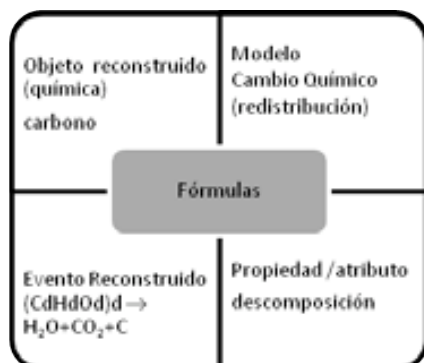 Objeto reconstruido
(química)
carbono
Modelo
Cambio Químico
(redistribución)
Fórmulas
Evento Reconstruido
(CdHdOd)d →
H₂O+CO₂+C
Propiedad /atributo
descomposición